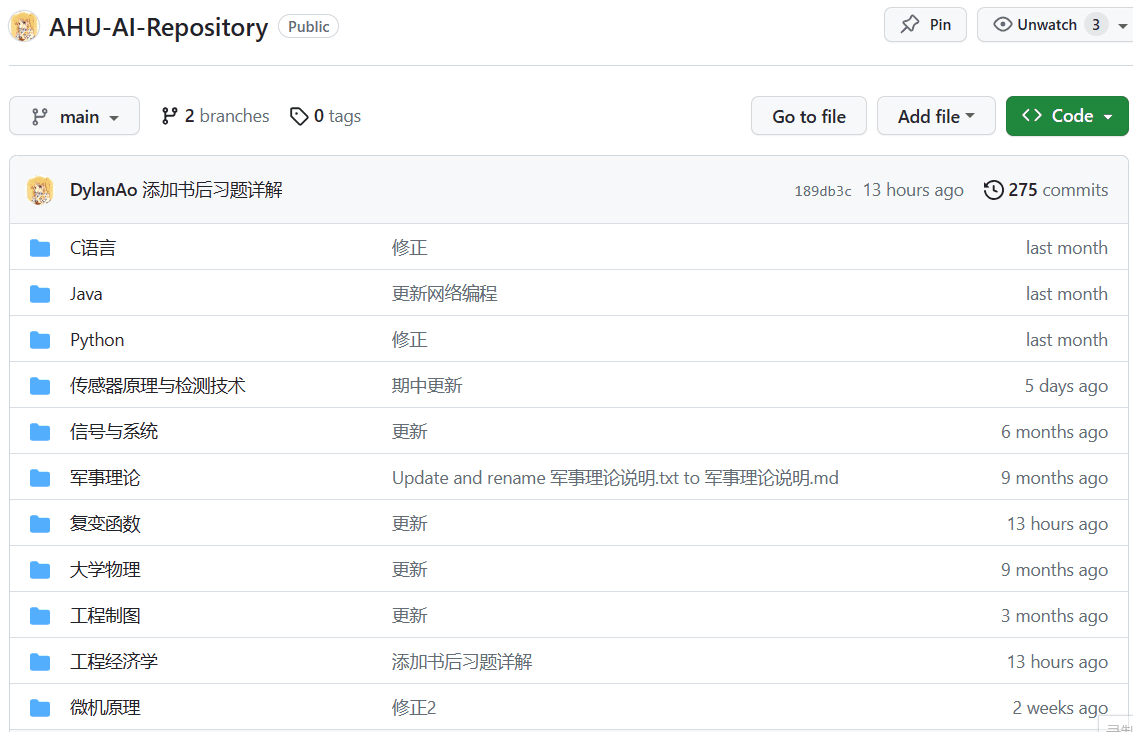 AHU-AI-Repository Public Pin Unwatch 3
main 2 branches 0 tags Go to file Add file Code
DylanAo 添加书后习题详解 189db3c 13 hours ago 275 commits
C语言 修正 last month
Java 更新网络编程 last month
Python 修正 last month
传感器原理与检测技术 期中更新 5 days ago
信号与系统 更新 6 months ago
军事理论 Update and rename 军事理论说明.txt to 军事理论说明.md 9 months ago
复变函数 更新 13 hours ago
大学物理 更新 9 months ago
工程制图 更新 3 months ago
工程经济学 添加书后习题详解 13 hours ago
微机原理 修正2 2 weeks ago